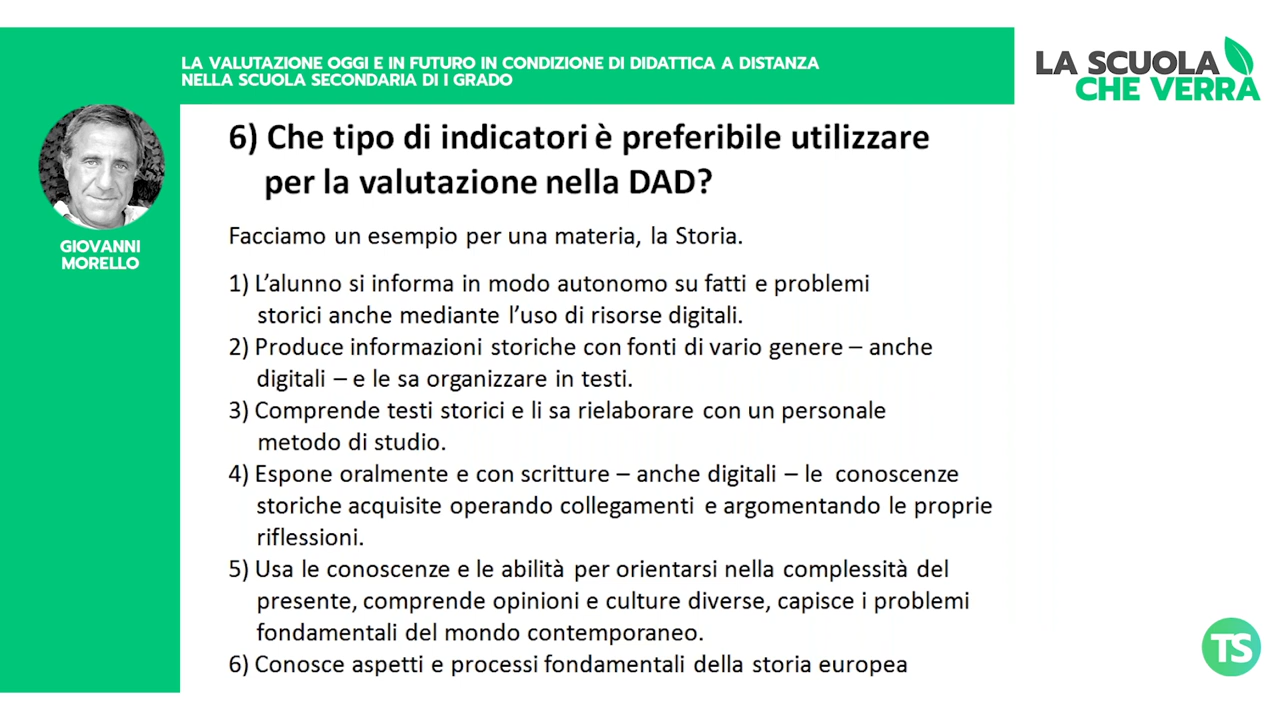 LA VALUTAZIONE OGGI E IN FUTURO IN CONDIZIONE DI DIDATTICA A DISTANZA
NELLA SCUOLA SECONDARIA DI I GRADO
LA SCUOLA
CHE VERRÀ
GIOVANNI
MORELLO
6) Che tipo di indicatori è preferibile utilizzare
per la valutazione nella DAD?
Facciamo un esempio per una materia, la Storia.
1) L’alunno si informa in modo autonomo su fatti e problemi
storici anche mediante l’uso di risorse digitali.
2) Produce informazioni storiche con fonti di vario genere – anche
digitali – e le sa organizzare in testi.
3) Comprende testi storici e li sa rielaborare con un personale
metodo di studio.
4) Espone oralmente e con scritture – anche digitali – le conoscenze
storiche acquisite operando collegamenti e argomentando le proprie
riflessioni.
5) Usa le conoscenze e le abilità per orientarsi nella complessità del
presente, comprende opinioni e culture diverse, capisce i problemi
fondamentali del mondo contemporaneo.
6) Conosce aspetti e processi fondamentali della storia europea
TS